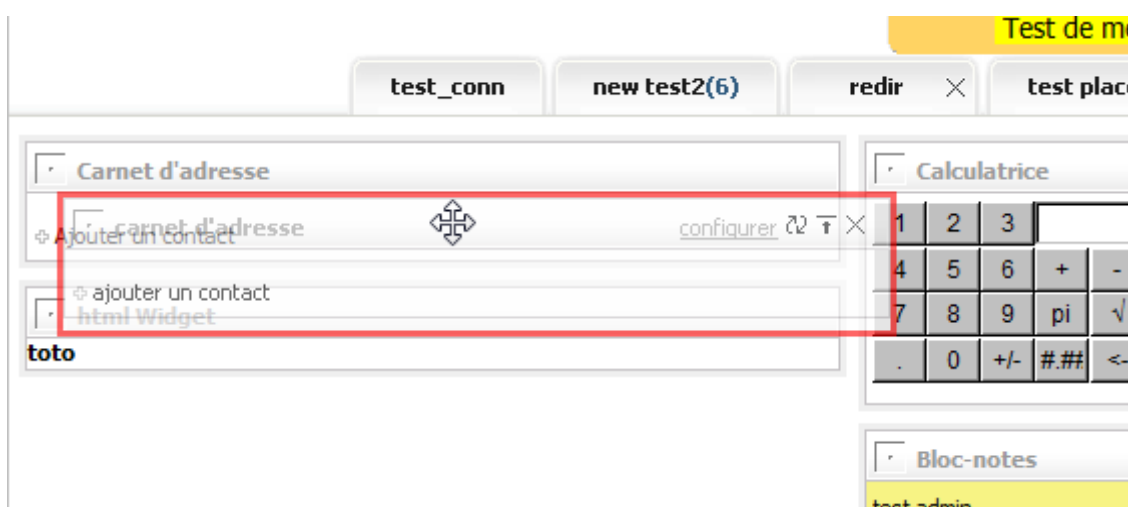 Test de
test_conn
new test2(6)
redir
test
Carnet d'adresse
Ajouter un contact
carnet d'adresse
configurer
ajouter un contact
html Widget
toto
Calculatrice
1 2 3
4 5 6 + -
7 8 9 pi √
. 0 +/- #.## <-
Bloc-notes
test admin